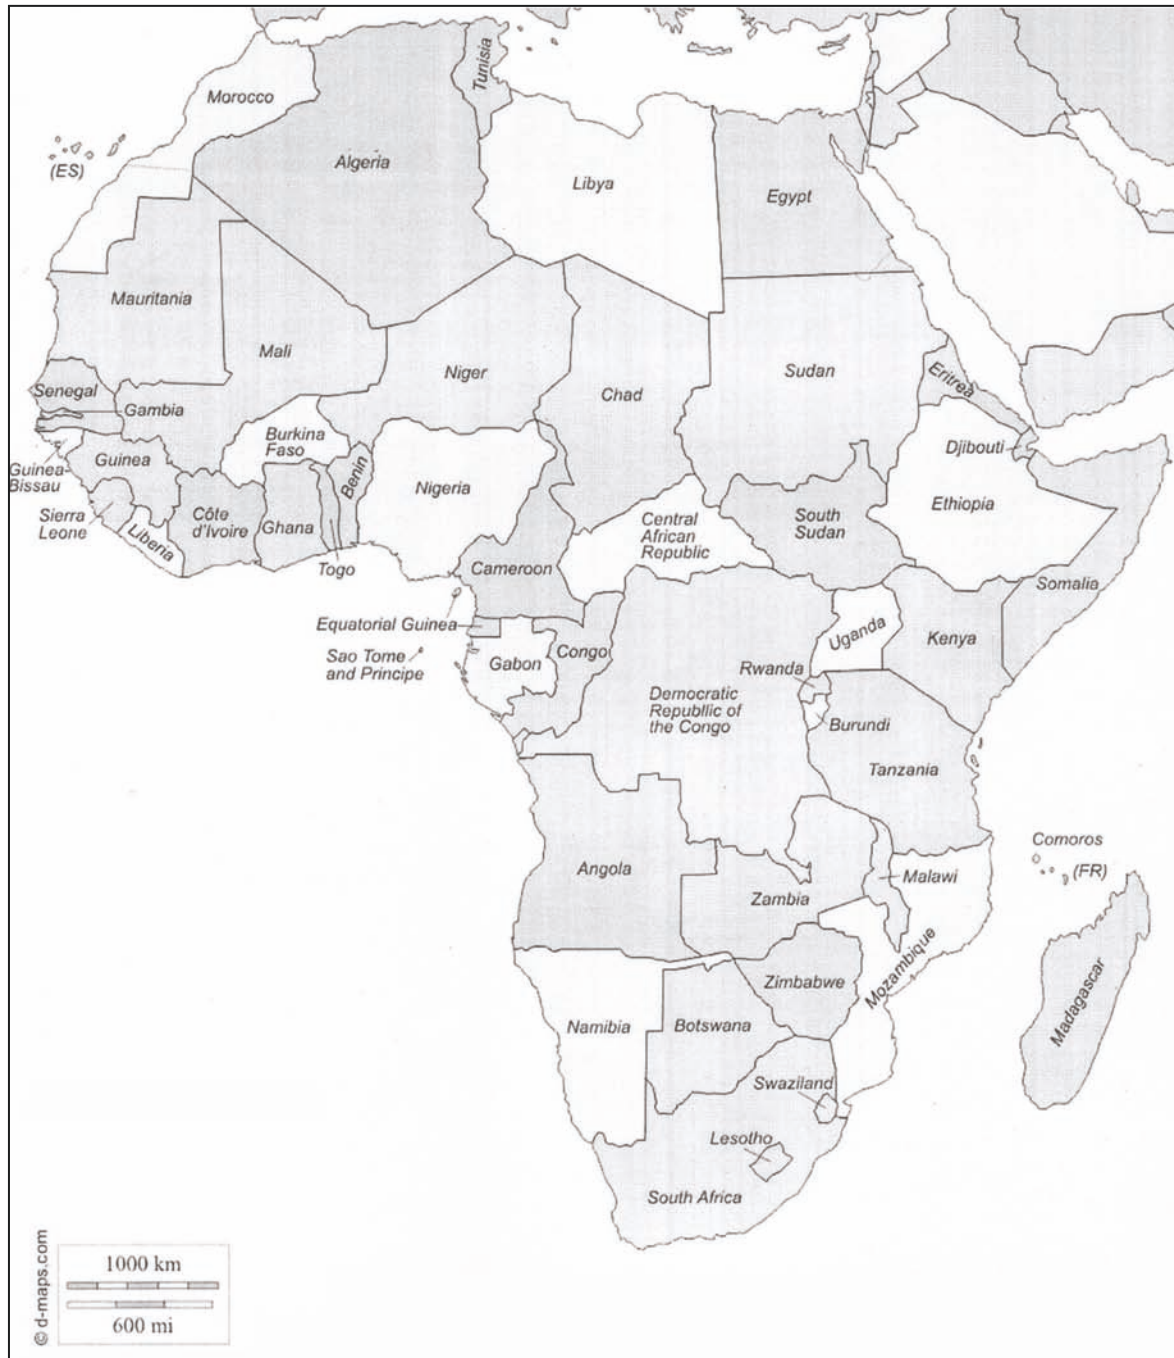 Morocco
Tunisia
Algeria
(ES)
Libya
Egypt
Mauritania
Mali
Niger
Chad
Sudan
Eritrea
Senegal
Gambia
Burkina
Faso
Benin
Djibouti
Guinea-
Bissau
Guinea
Nigeria
Ethiopia
Sierra
Leone
Liberia
Côte
d'Ivoire
Ghana
Togo
Central
African
Republic
South
Sudan
Cameroon
Somalia
Equatorial Guinea
Sao Tome
and Principe
Gabon
Congo
Uganda
Kenya
Rwanda
Democratic
Republlic of
the Congo
Burundi
Tanzania
Comoros
(FR)
Angola
Zambia
Malawi
Mozambique
Madagascar
Zimbabwe
Namibia
Botswana
Swaziland
Lesotho
South Africa
© d-maps.com
1000 km
600 mi